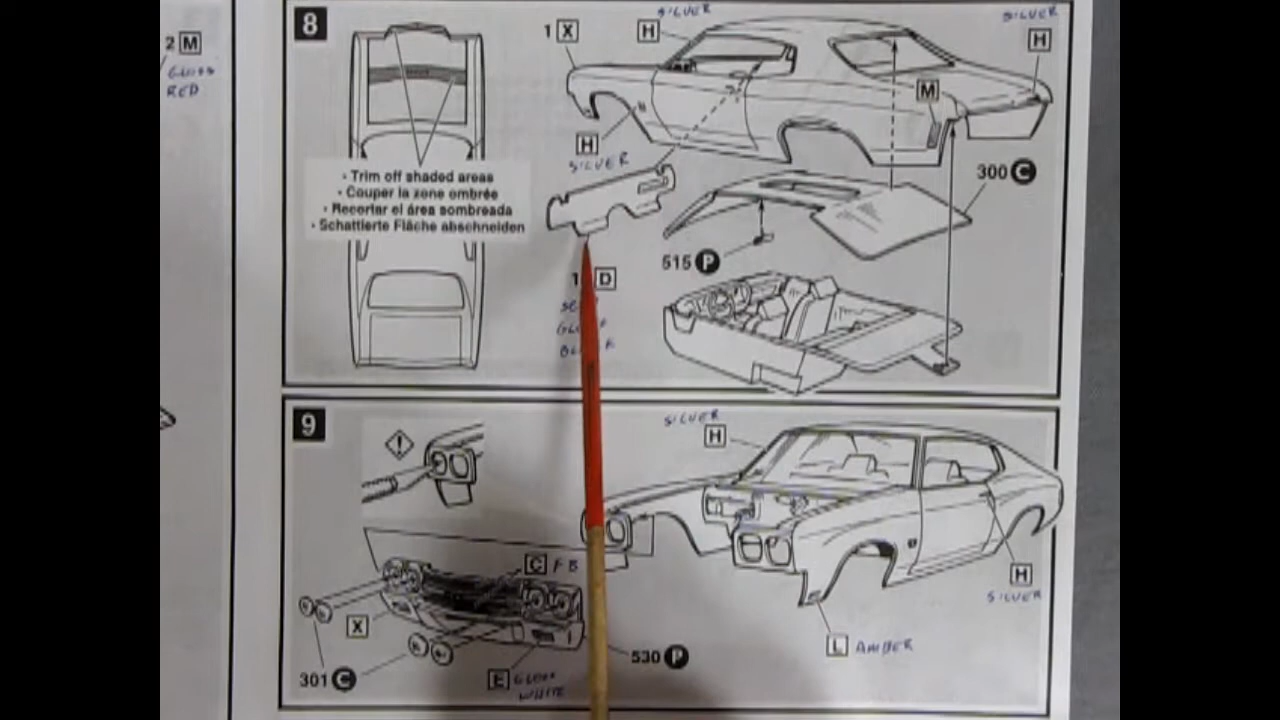 2 M
GLOSS
RED
8
1 X
SILVER
H
SILVER
H
M
H
SILVER
- Trim off shaded areas
- Couper la zone ombrée
- Recortar el área sombreada
- Schattierte Fläche abschneiden
300 C
515 P
1
D
9
!
SILVER
H
C FB
X
H
SILVER
L AMBER
530 P
301 C
E GLOSS
WHITE